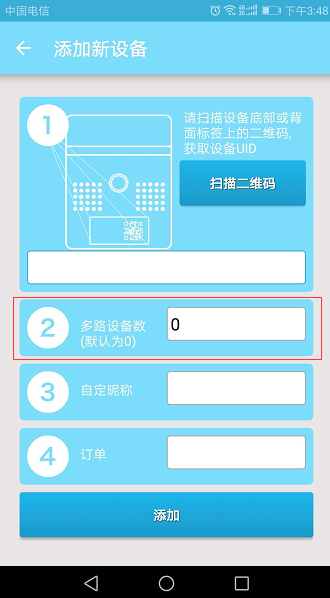 中国电信
下午3:48
添加新设备
1
请扫描设备底部或背
面标签上的二维码,
获取设备UID
扫描二维码
2
多路设备数
(默认为0)
0
3
自定昵称
4
订单
添加